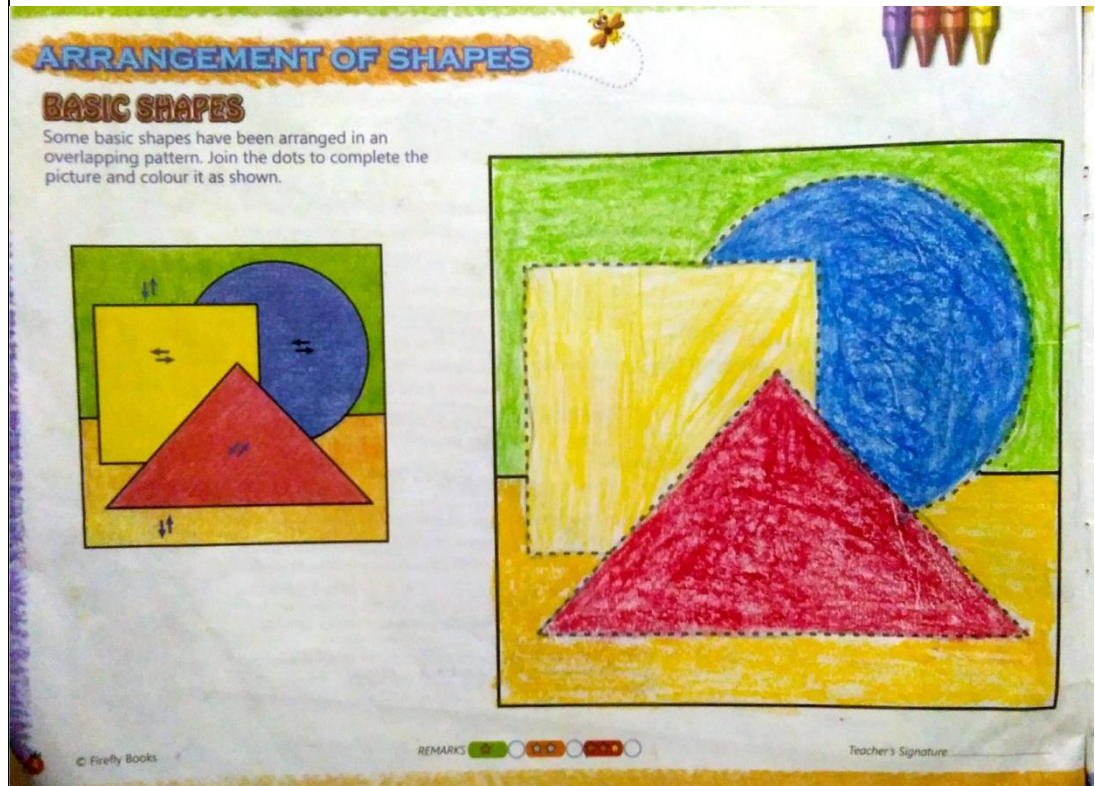 ARRANGEMENT OF SHAPES
BASIC SHAPES
Some basic shapes have been arranged in an
overlapping pattern. Join the dots to complete the
picture and colour it as shown.
© Firefly Books
REMARKS
Teacher's Signature